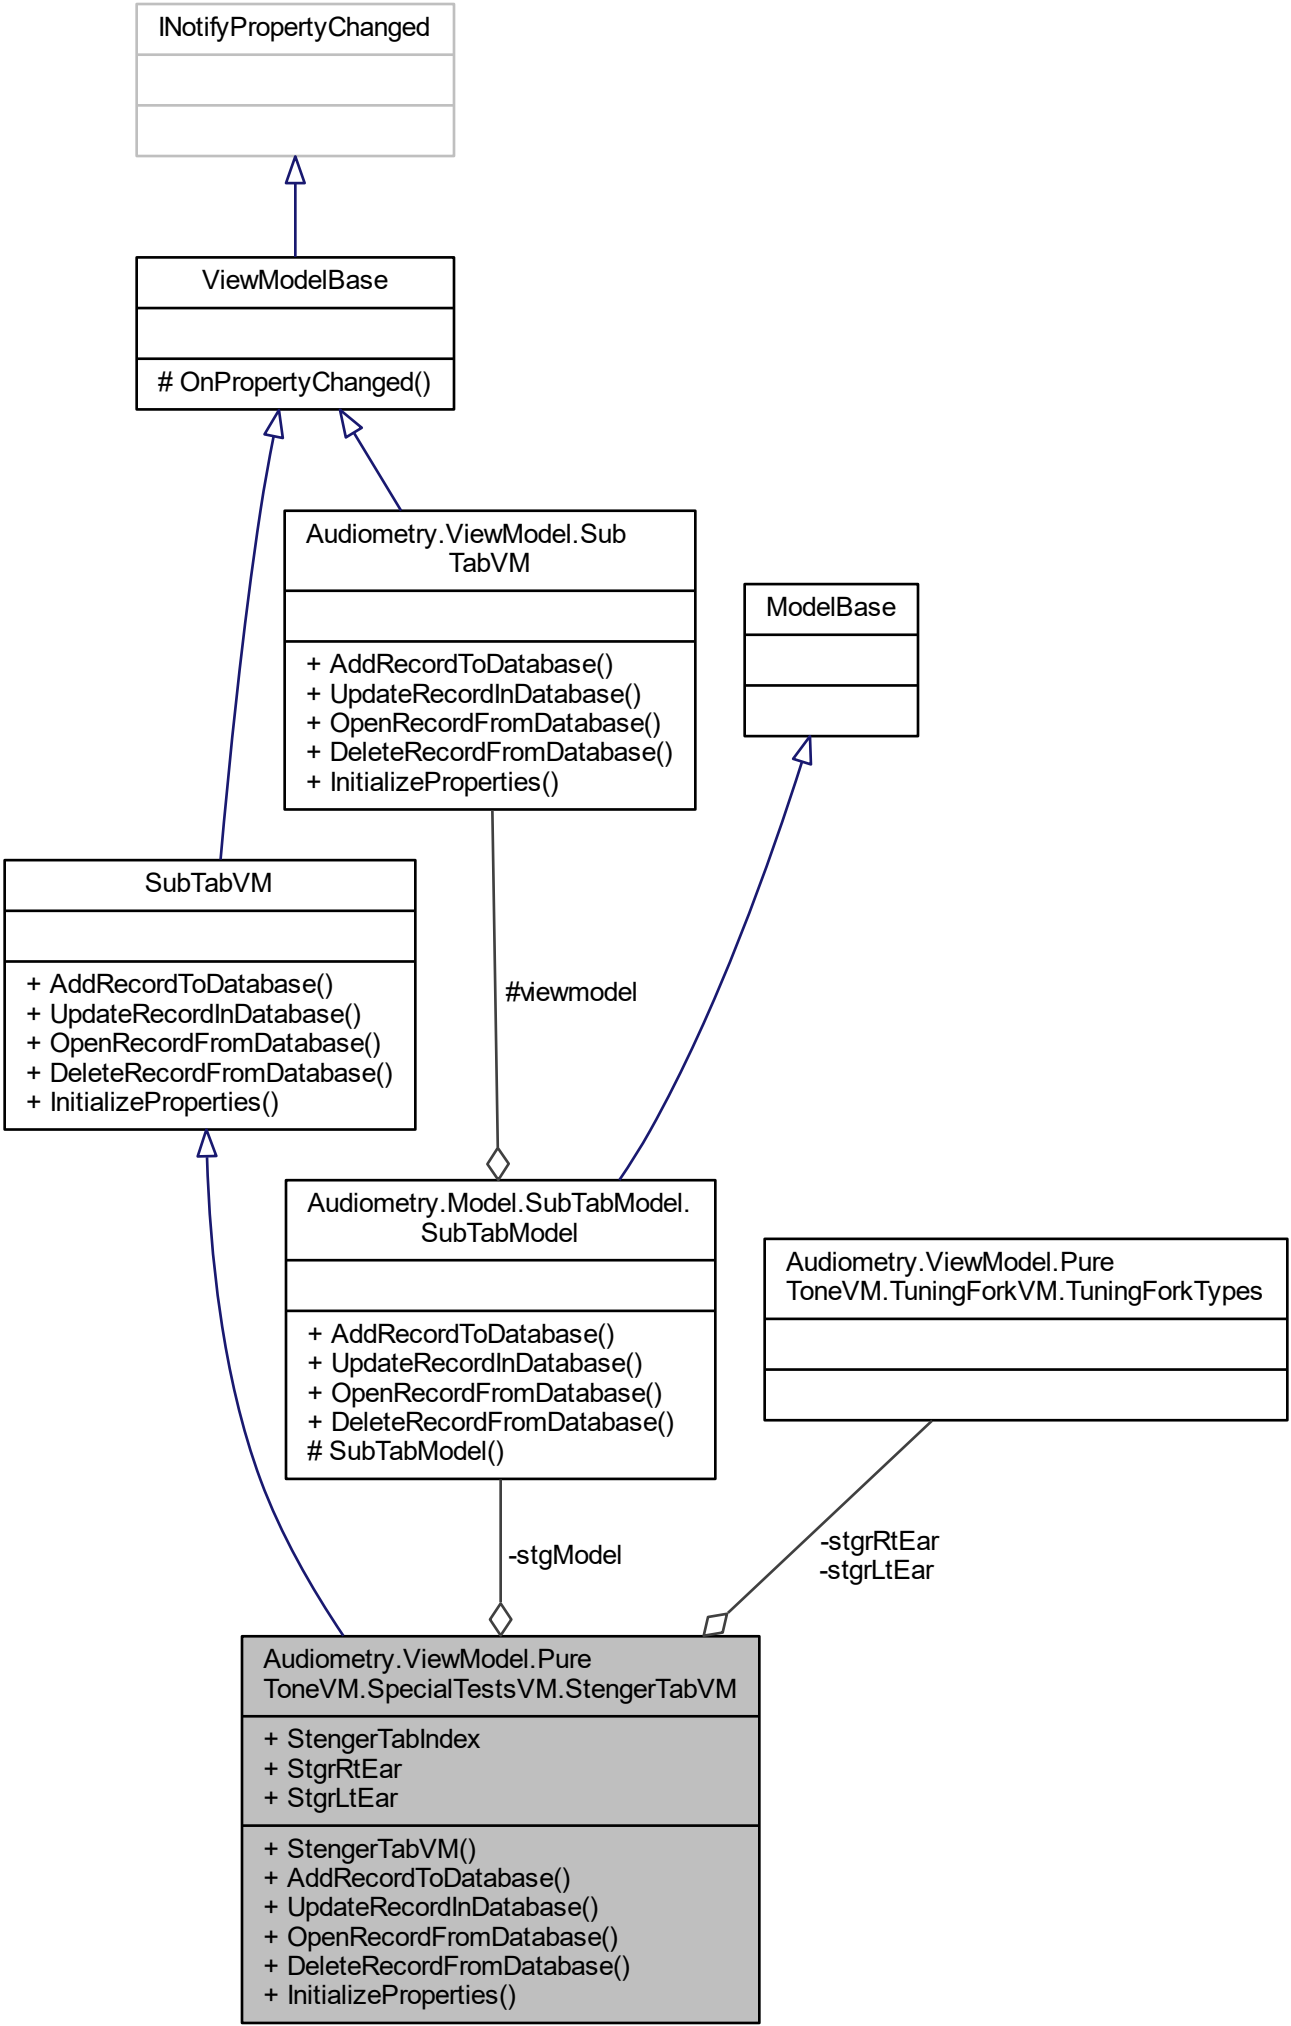 INotifyPropertyChanged
ViewModelBase
# OnPropertyChanged()
Audiometry.ViewModel.Sub
TabVM
+ AddRecordToDatabase()
+ UpdateRecordInDatabase()
+ OpenRecordFromDatabase()
+ DeleteRecordFromDatabase()
+ InitializeProperties()
ModelBase
SubTabVM
+ AddRecordToDatabase()
+ UpdateRecordInDatabase()
+ OpenRecordFromDatabase()
+ DeleteRecordFromDatabase()
+ InitializeProperties()
#viewmodel
Audiometry.Model.SubTabModel.
SubTabModel
+ AddRecordToDatabase()
+ UpdateRecordInDatabase()
+ OpenRecordFromDatabase()
+ DeleteRecordFromDatabase()
# SubTabModel()
Audiometry.ViewModel.Pure
ToneVM.TuningForkVM.TuningForkTypes
-stgModel
-stgrRtEar
-stgrLtEar
Audiometry.ViewModel.Pure
ToneVM.SpecialTestsVM.StengerTabVM
+ StengerTabIndex
+ StgrRtEar
+ StgrLtEar
+ StengerTabVM()
+ AddRecordToDatabase()
+ UpdateRecordInDatabase()
+ OpenRecordFromDatabase()
+ DeleteRecordFromDatabase()
+ InitializeProperties()